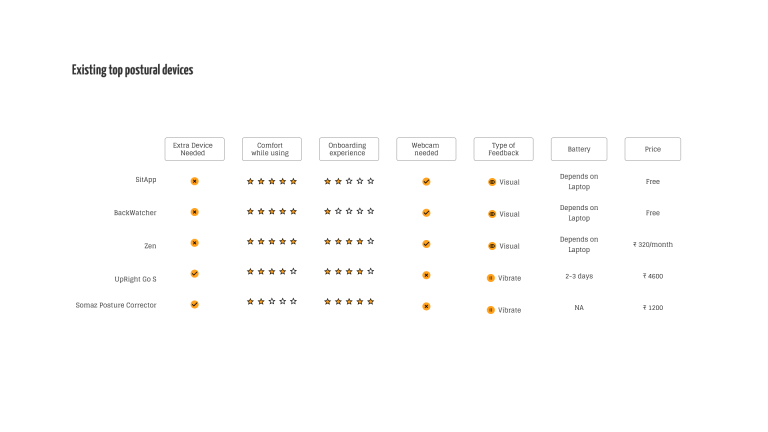 Existing top postural devices
Extra Device Needed
Comfort while using
Onboarding experience
Webcam needed
Type of Feedback
Battery
Price
SitApp
Visual
Depends on Laptop
Free
BackWatcher
Visual
Depends on Laptop
Free
Zen
Visual
Depends on Laptop
₹ 320/month
UpRight Go S
Vibrate
2-3 days
₹ 4600
Somaz Posture Corrector
Vibrate
NA
₹ 1200